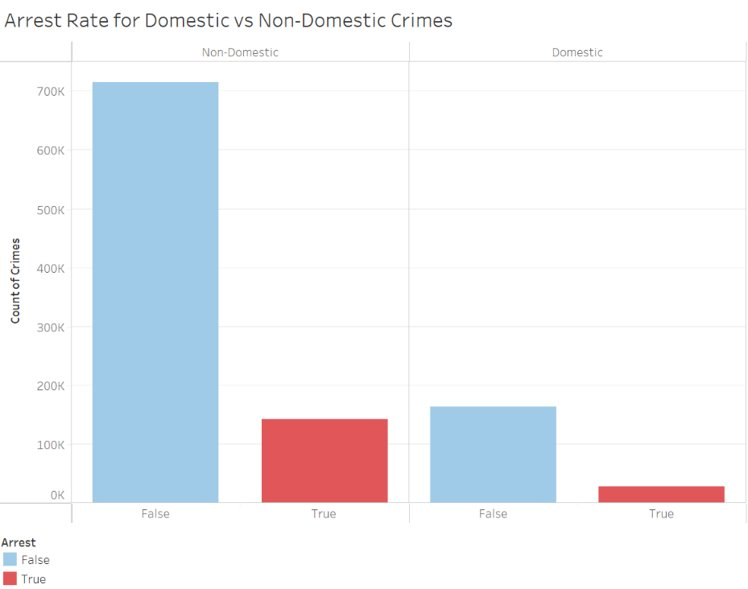 Arrest Rate for Domestic vs Non-Domestic Crimes
Non-Domestic
Domestic
700K
600K
500K
400K
300K
200K
100K
0K
Count of Crimes
False
True
False
True
Arrest
False
True